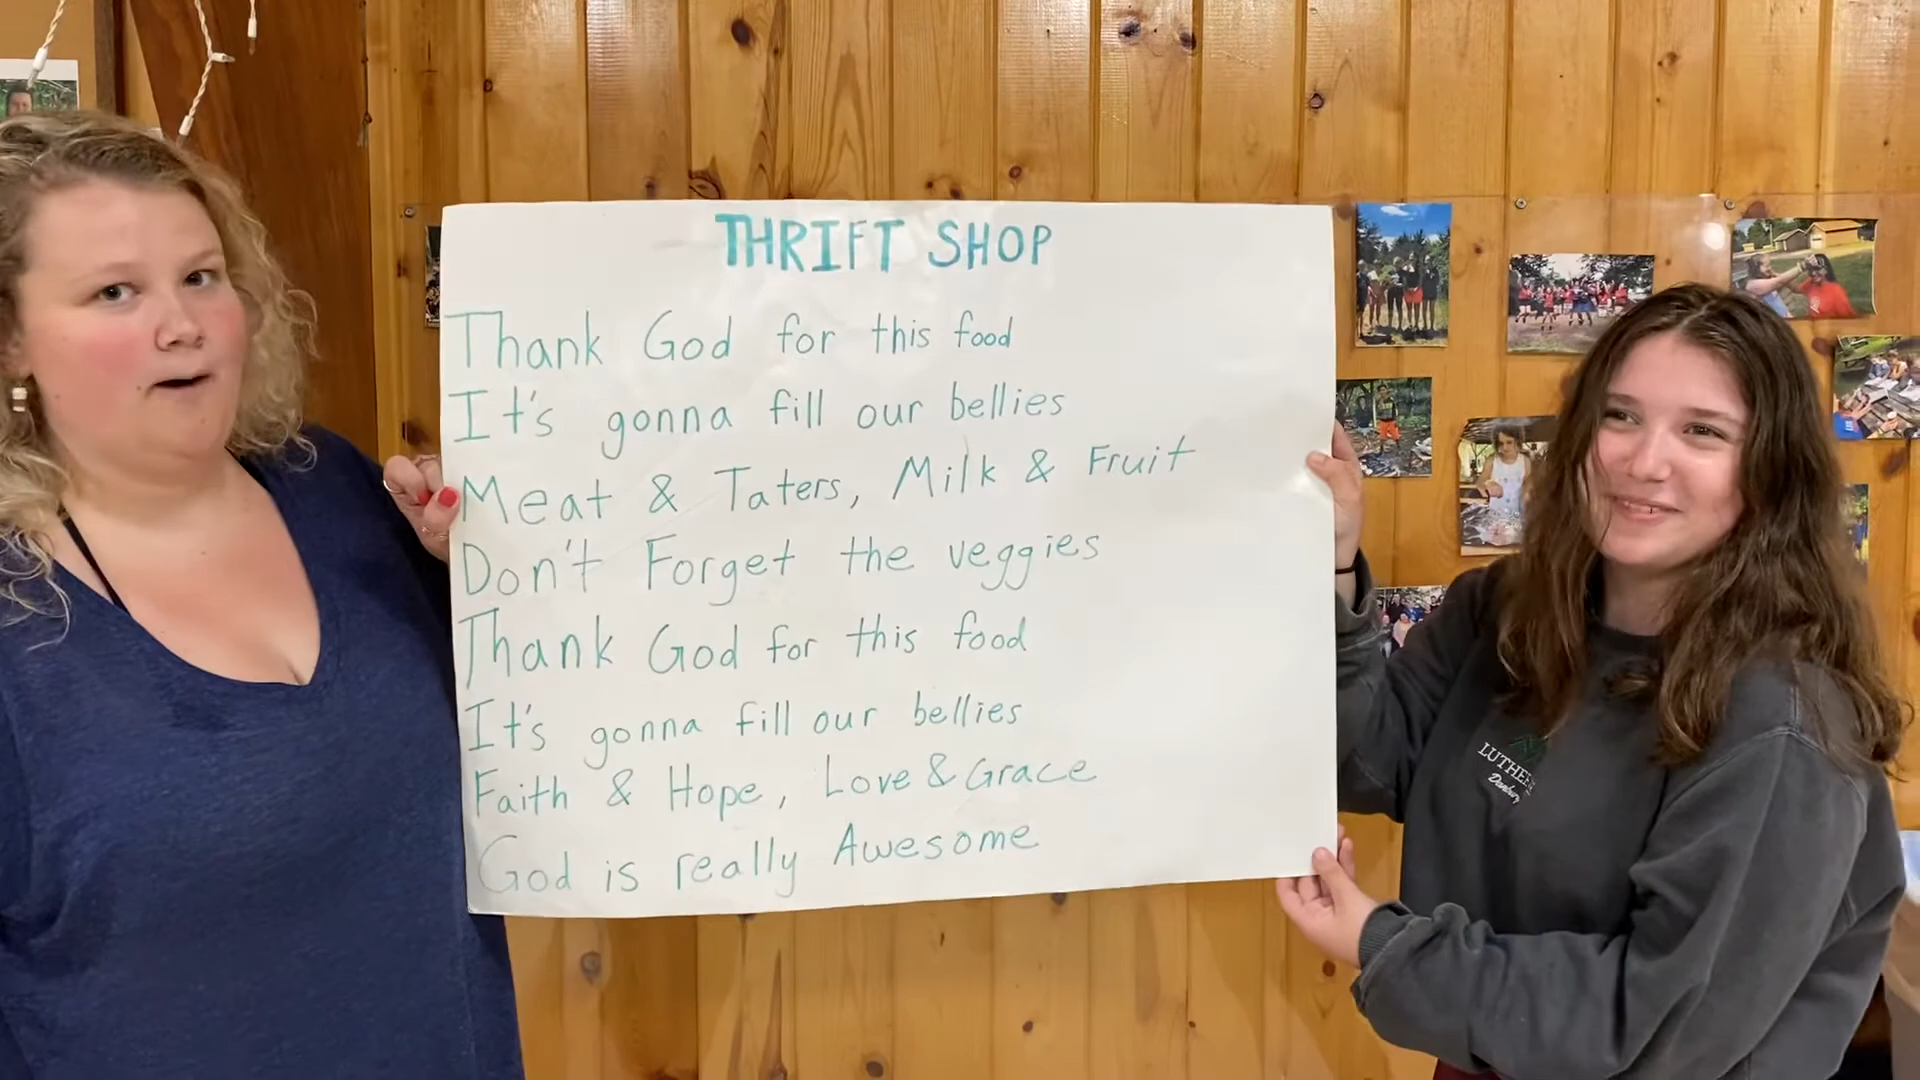 THRIFT SHOP
Thank God for this food
It's gonna fill our bellies
Meat & Taters, Milk & Fruit
Don't Forget the veggies
Thank God for this food
It's gonna fill our bellies
Faith & Hope, Love & Grace
God is really Awesome